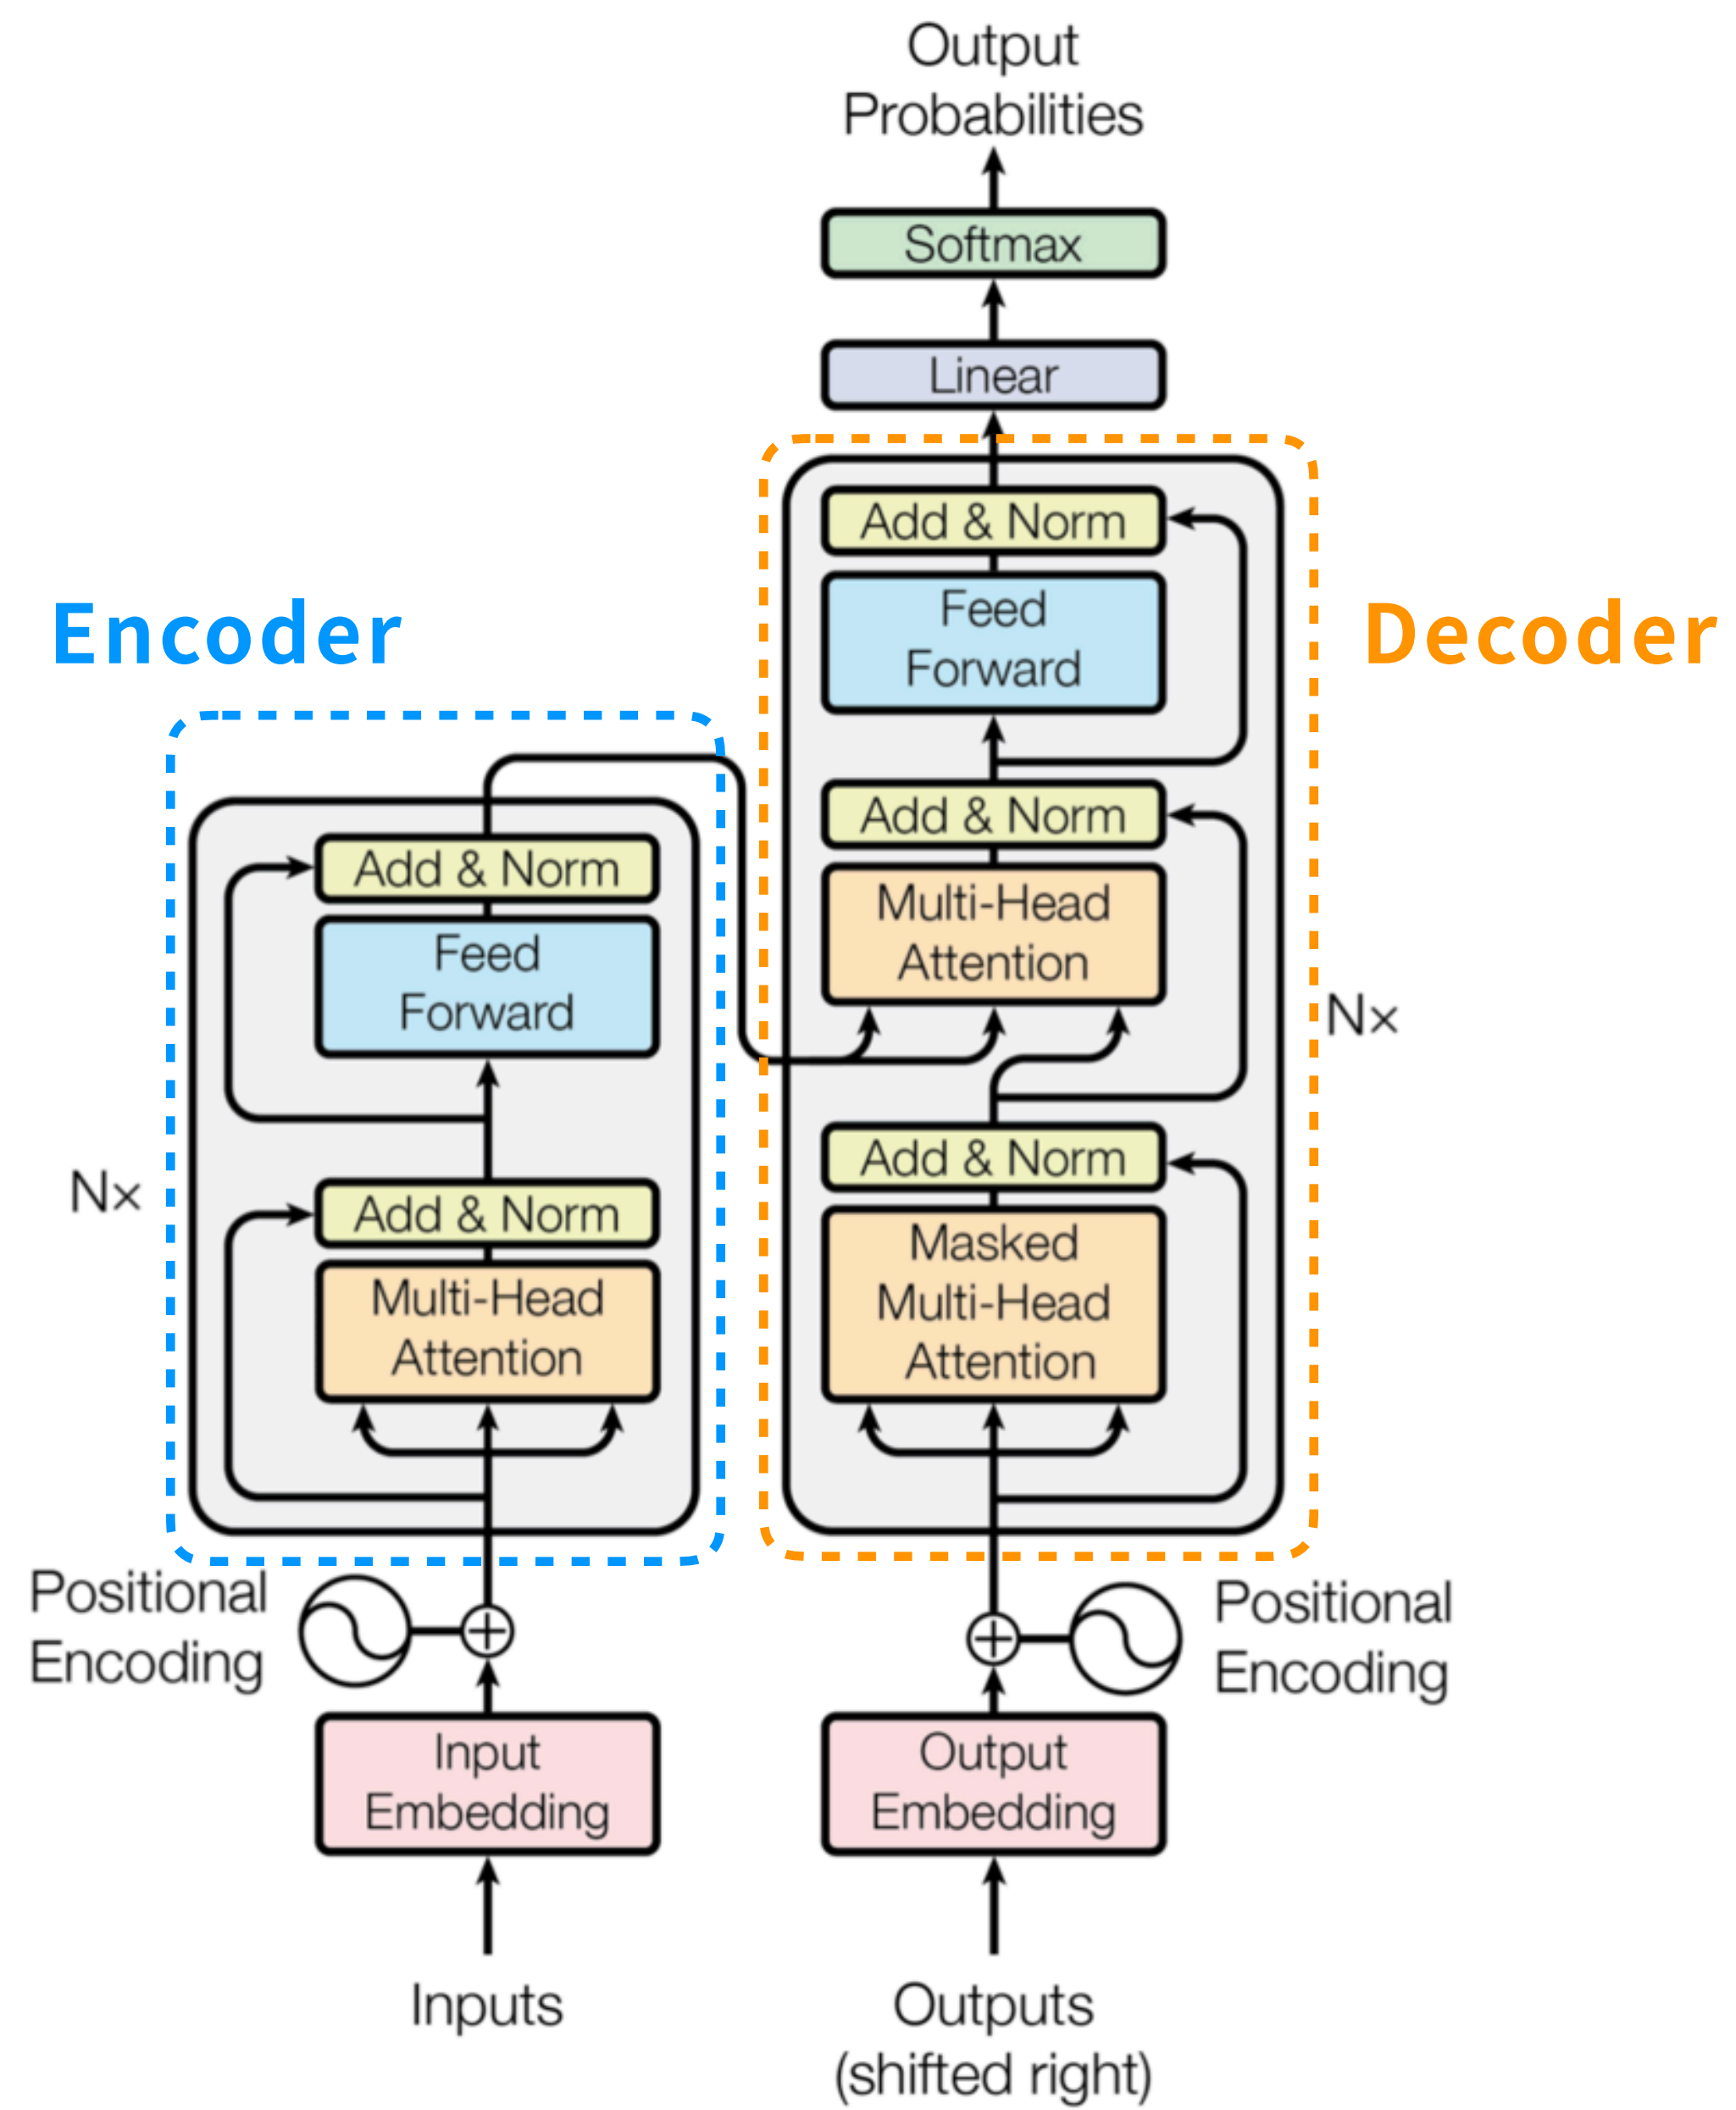 Output
Probabilities
Softmax
Linear
Encoder
Decoder
Add & Norm
Feed
Forward
Add & Norm
Multi-Head
Attention
Nx
Add & Norm
Masked
Multi-Head
Attention
Add & Norm
Feed
Forward
Nx
Add & Norm
Multi-Head
Attention
Positional
Encoding
Positional
Encoding
Input
Embedding
Output
Embedding
Inputs
Outputs
(shifted right)